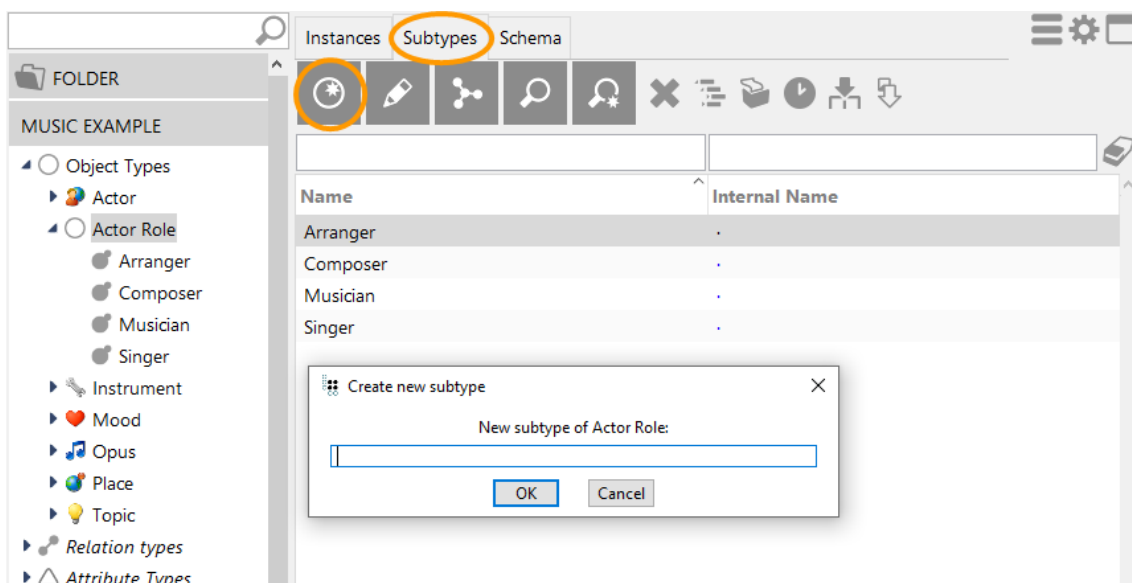 Instances Subtypes Schema
FOLDER
MUSIC EXAMPLE
Object Types
Actor
Actor Role
Arranger
Composer
Musician
Singer
Instrument
Mood
Opus
Place
Topic
Relation types
Attribute Types
Name Internal Name
Arranger
Composer
Musician
Singer
Create new subtype
New subtype of Actor Role:
OK Cancel